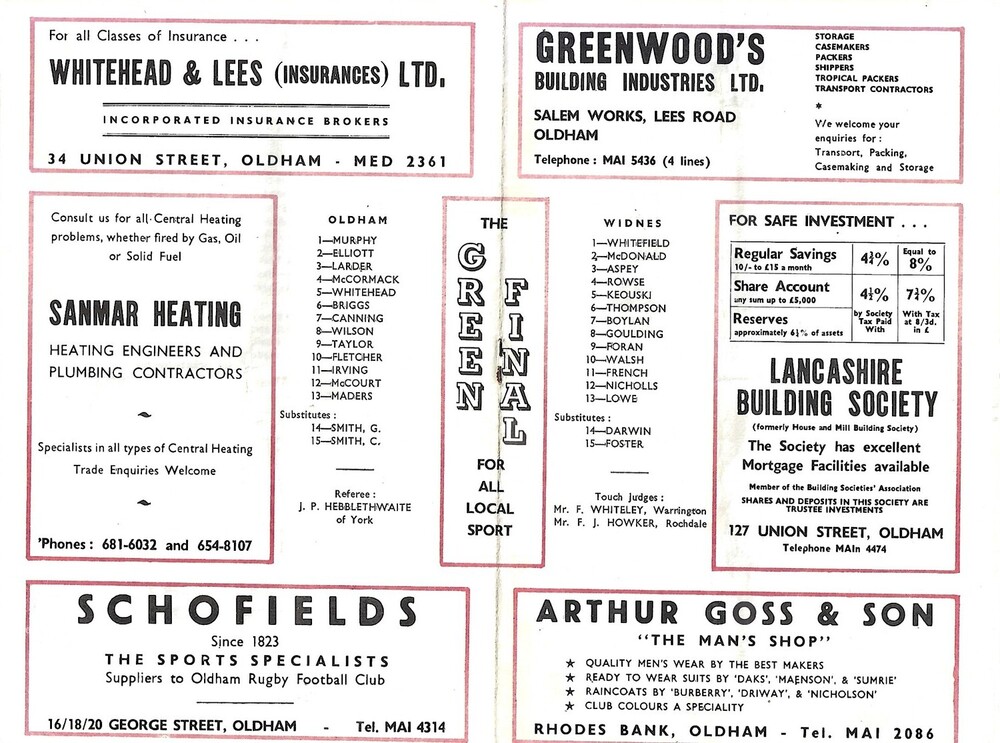 For all Classes of Insurance . . .
WHITEHEAD & LEES (INSURANCES) LTD.
INCORPORATED INSURANCE BROKERS
34 UNION STREET, OLDHAM - MED 2361
GREENWOOD'S
BUILDING INDUSTRIES LTD.
SALEM WORKS, LEES ROAD
OLDHAM
Telephone : MAI 5436 (4 lines)
STORAGE
CASEMAKERS
PACKERS
SHIPPERS
TROPICAL PACKERS
TRANSPORT CONTRACTORS
*
We welcome your
enquiries for :
Transport, Packing,
Casemaking and Storage
Consult us for all Central Heating
problems, whether fired by Gas, Oil
or Solid Fuel
SANMAR HEATING
HEATING ENGINEERS AND
PLUMBING CONTRACTORS
Specialists in all types of Central Heating
Trade Enquiries Welcome
'Phones : 681-6032 and 654-8107
OLDHAM
1—MURPHY
2—ELLIOTT
3—LARDER
4—McCORMACK
5—WHITEHEAD
6—BRIGGS
7—CANNING
8—WILSON
9—TAYLOR
10—FLETCHER
11—IRVING
12—McCOURT
13—MADERS
Substitutes :
14—SMITH, G.
15—SMITH, C.
Referee :
J. P. HEBBLETHWAITE
of York
THE
GREEN
FINAL
FOR
ALL
LOCAL
SPORT
WIDNES
1—WHITEFIELD
2—McDONALD
3—ASPEY
4—ROWSE
5—KEOUSKI
6—THOMPSON
7—BOYLAN
8—GOULDING
9—FORAN
10—WALSH
11—FRENCH
12—NICHOLLS
13—LOWE
Substitutes :
14—DARWIN
15—FOSTER
Touch Judges :
Mr. F. WHITELEY, Warrington
Mr. F. J. HOWKER, Rochdale
FOR SAFE INVESTMENT . . .
Regular Savings
10/- to £15 a month
4¾%
Equal to
8%
Share Account
any sum up to £5,000
4½%
7¾%
Reserves
approximately 6½% of assets
by Society
Tax Paid
With
With Tax
at 8/3d.
in £
LANCASHIRE
BUILDING SOCIETY
(formerly House and Mill Building Society)
The Society has excellent
Mortgage Facilities available
Member of the Building Societies' Association
SHARES AND DEPOSITS IN THIS SOCIETY ARE
TRUSTEE INVESTMENTS
127 UNION STREET, OLDHAM
Telephone MAIn 4474
SCHOFIELDS
Since 1823
THE SPORTS SPECIALISTS
Suppliers to Oldham Rugby Football Club
16/18/20 GEORGE STREET, OLDHAM - Tel. MAI 4314
ARTHUR GOSS & SON
"THE MAN'S SHOP"
★ QUALITY MEN'S WEAR BY THE BEST MAKERS
★ READY TO WEAR SUITS BY 'DAKS', 'MAENSON', & 'SUMRIE'
★ RAINCOATS BY 'BURBERRY', 'DRIWAY', & 'NICHOLSON'
★ CLUB COLOURS A SPECIALITY
RHODES BANK, OLDHAM - Tel. MAI 2086